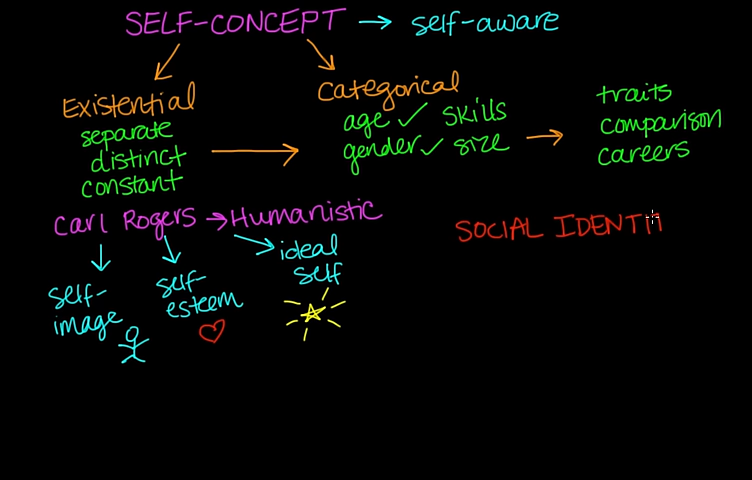 SELF-CONCEPT → self-aware
Existential
separate
distinct
constant
Categorical
age ✓ skills
gender ✓ size
traits
comparison
careers
Carl Rogers → Humanistic
self-
image
self-
esteem
ideal
self
SOCIAL IDENTI